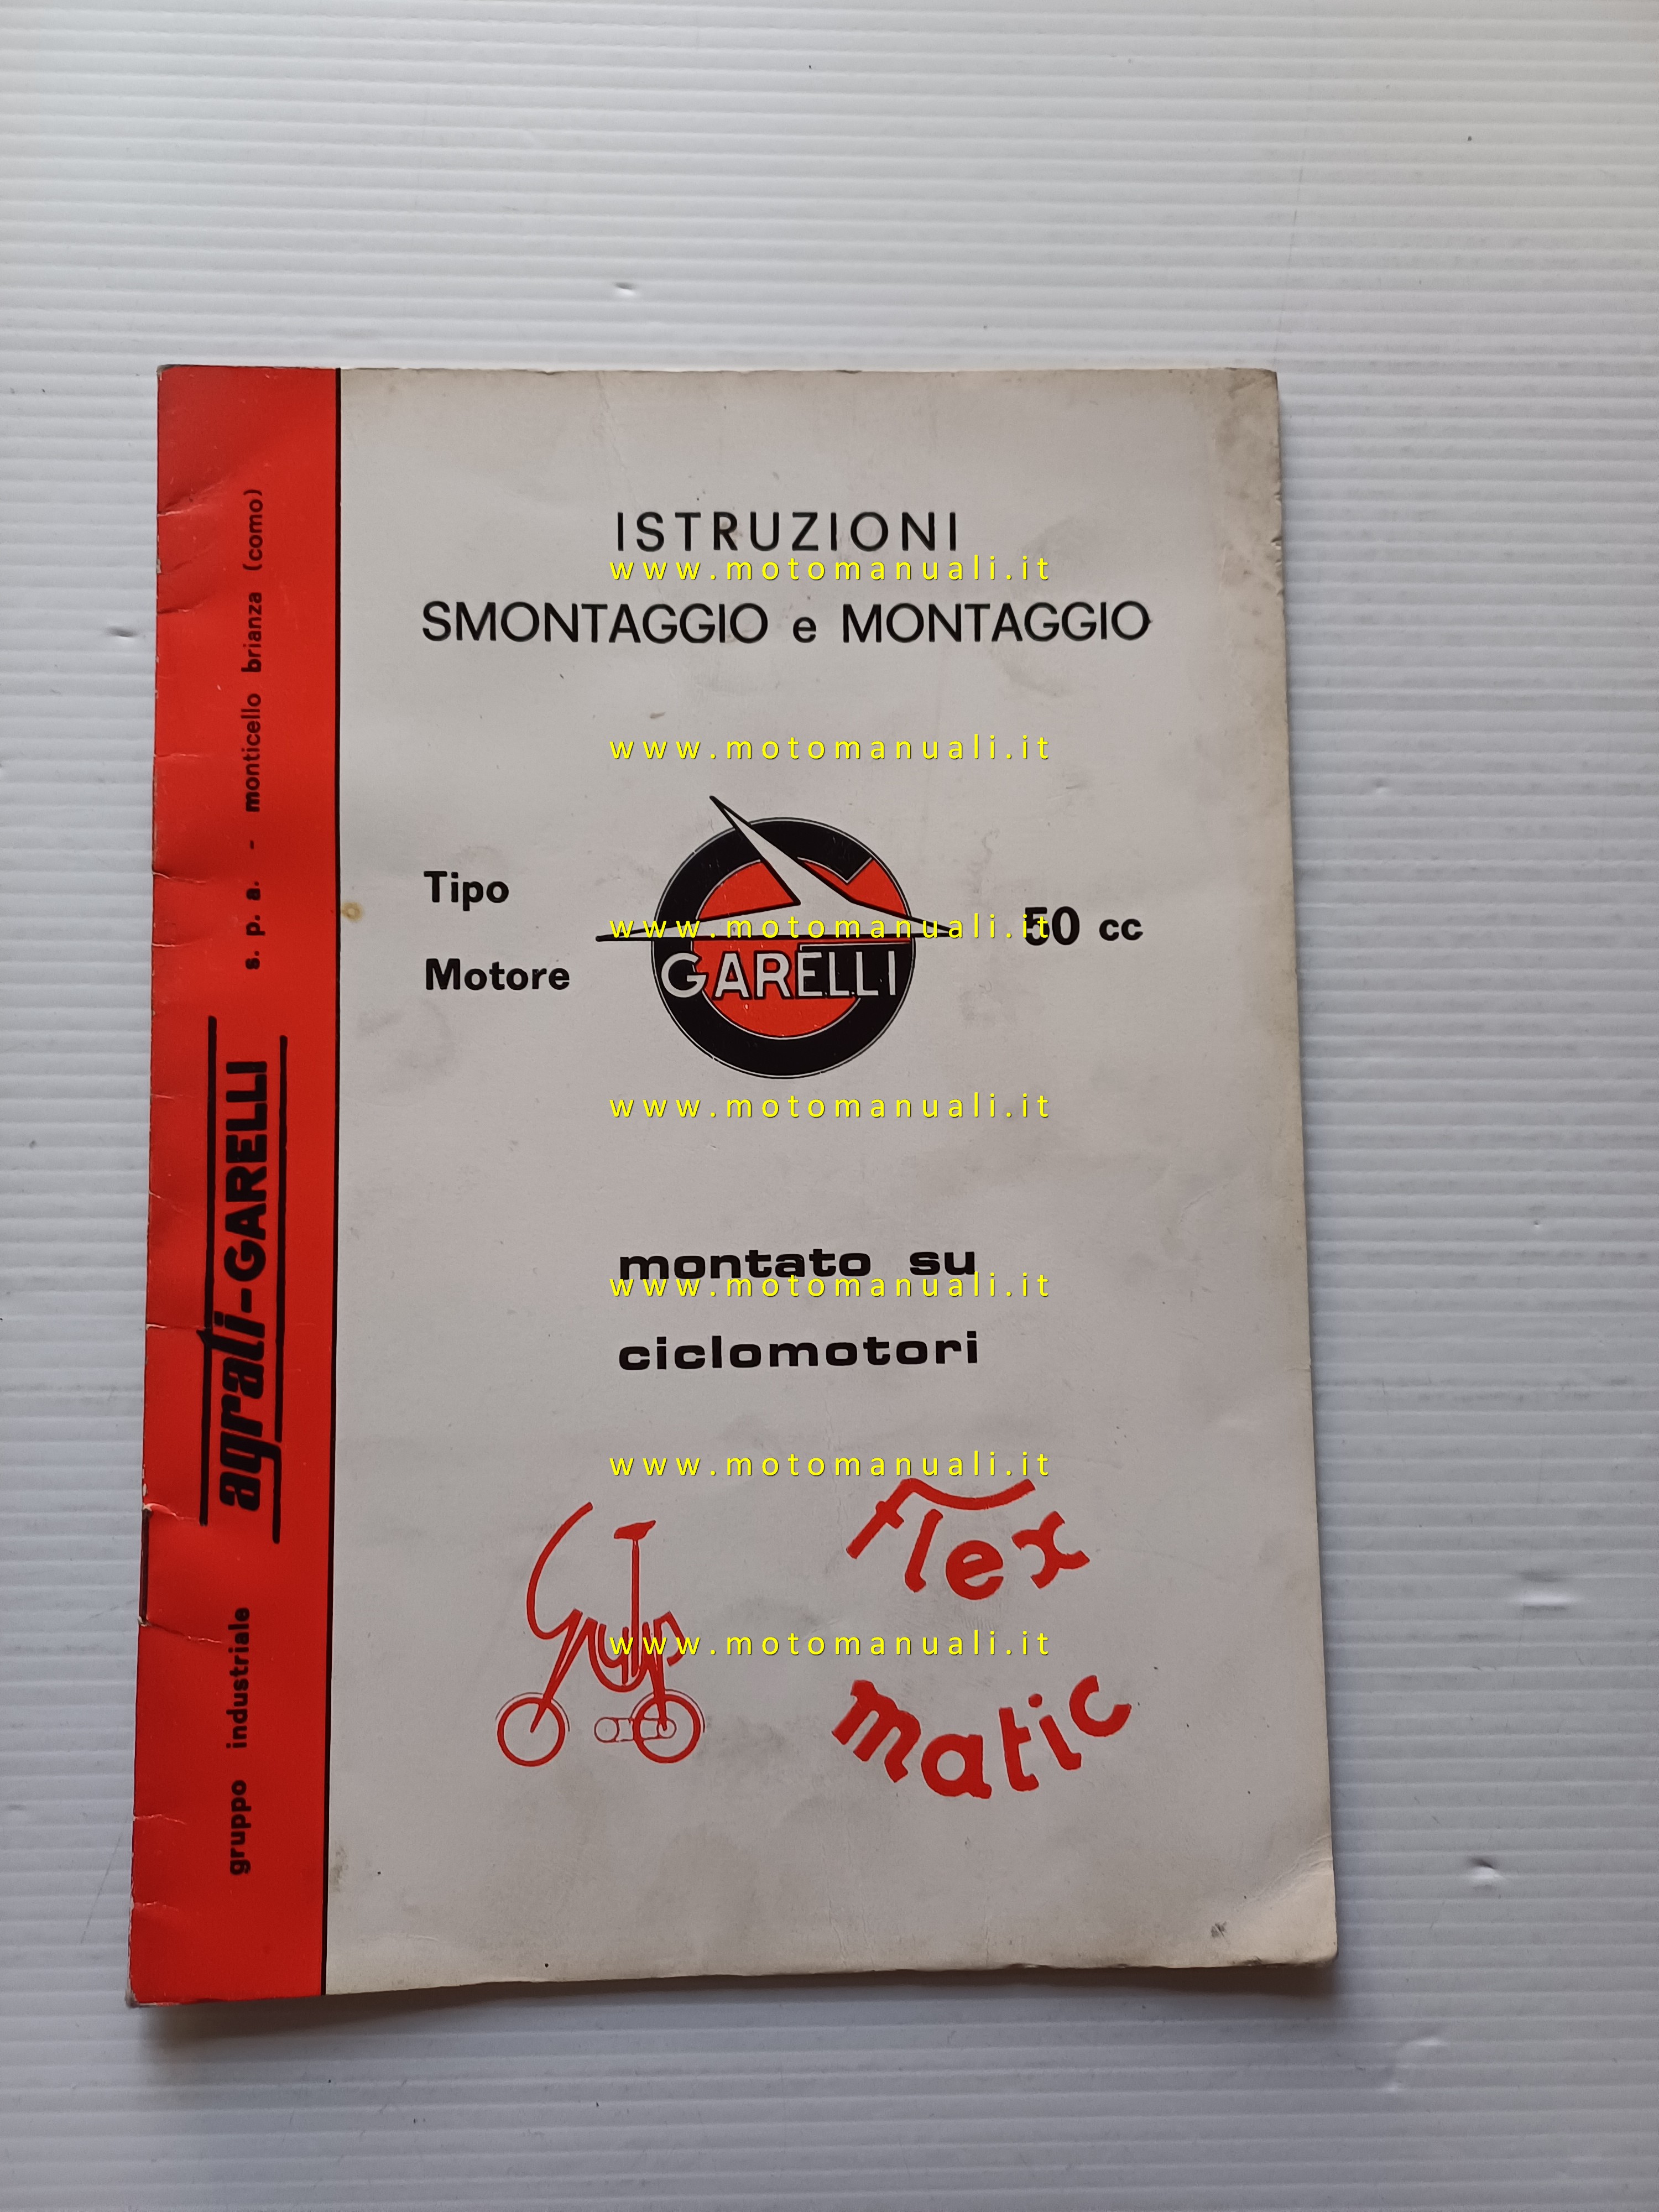 ISTRUZIONI
www.motomanuali.it
SMONTAGGIO e MONTAGGIO
www.motomanuali.it
Tipo
Motore
www.motomanuali.it
GARELLI
50 cc
www.motomanuali.it
montato su
www.motomanuali.it
ciclomotori
www.motomanuali.it
Gulp
Flex
www.motomanuali.it
matic
gruppo industriale agrati-GARELLI s. p. a. - monticello brianza (como)